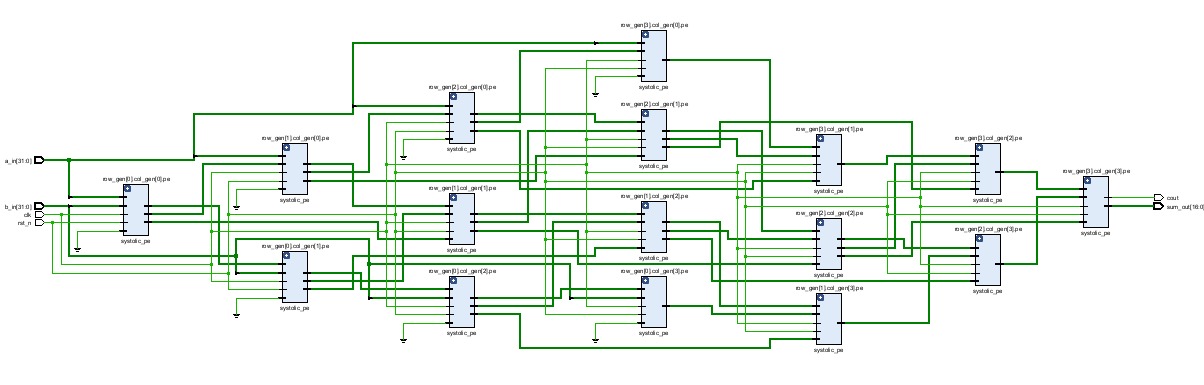 row_gen[3].col_gen[0].pe
systolic_pe
row_gen[2].col_gen[0].pe
systolic_pe
row_gen[2].col_gen[1].pe
systolic_pe
row_gen[1].col_gen[0].pe
systolic_pe
row_gen[3].col_gen[1].pe
systolic_pe
row_gen[3].col_gen[2].pe
systolic_pe
a_in[31:0]
row_gen[0].col_gen[0].pe
systolic_pe
row_gen[3].col_gen[3].pe
systolic_pe
row_gen[1].col_gen[1].pe
systolic_pe
row_gen[1].col_gen[2].pe
systolic_pe
cout
sum_out[16:0]
b_in[31:0]
clk
rst_n
row_gen[2].col_gen[2].pe
systolic_pe
row_gen[2].col_gen[3].pe
systolic_pe
row_gen[0].col_gen[1].pe
systolic_pe
row_gen[0].col_gen[2].pe
systolic_pe
row_gen[0].col_gen[3].pe
systolic_pe
row_gen[1].col_gen[3].pe
systolic_pe